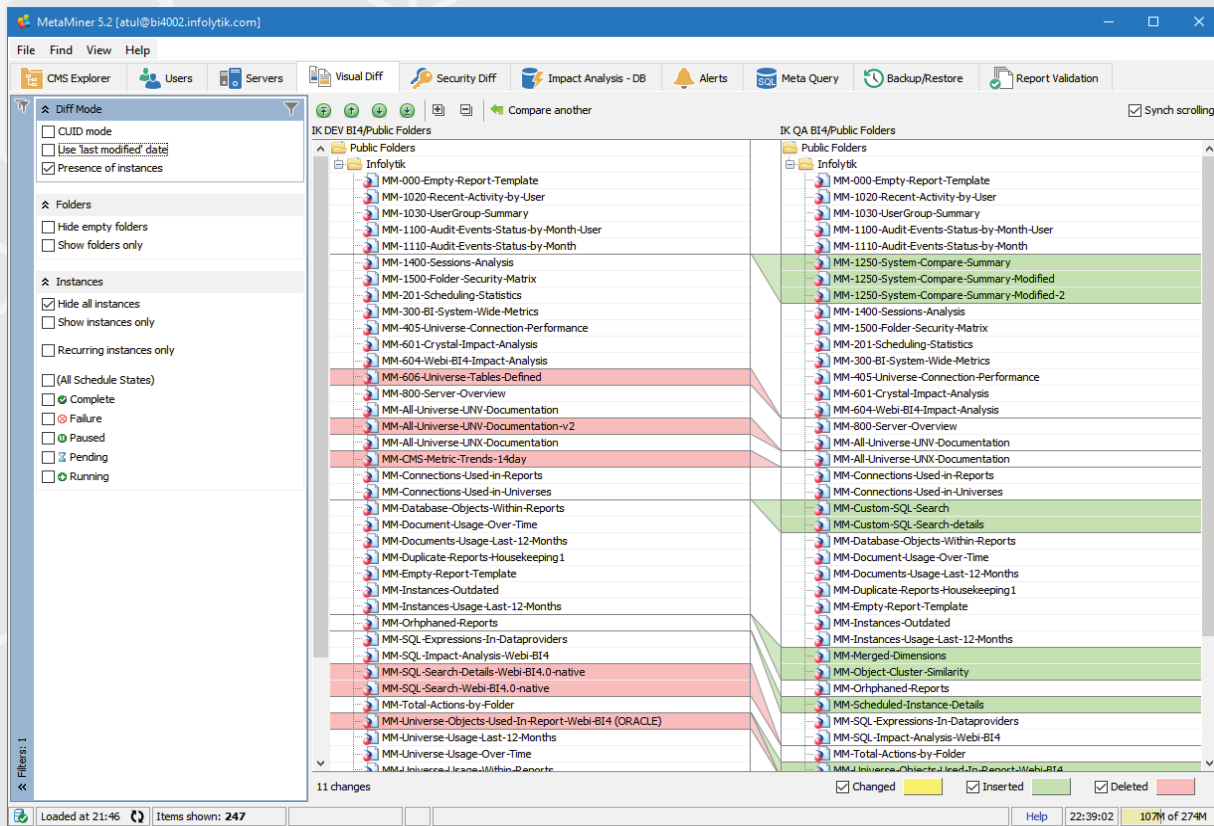 MetaMiner 5.2 [atul@bi4002.infolytik.com]
File Find View Help
CMS Explorer Users Servers Visual Diff Security Diff Impact Analysis - DB Alerts SQL Meta Query Backup/Restore Report Validation
Diff Mode
CUID mode
Use 'last modified' date
Presence of instances
Folders
Hide empty folders
Show folders only
Instances
Hide all instances
Show instances only
Recurring instances only
(All Schedule States)
Complete
Failure
Paused
Pending
Running
Filters: 1
Compare another
Synch scrolling
IK DEV BI4/Public Folders
Public Folders
Infolytik
MM-000-Empty-Report-Template
MM-1020-Recent-Activity-by-User
MM-1030-UserGroup-Summary
MM-1100-Audit-Events-Status-by-Month-User
MM-1110-Audit-Events-Status-by-Month
MM-1400-Sessions-Analysis
MM-1500-Folder-Security-Matrix
MM-201-Scheduling-Statistics
MM-300-BI-System-Wide-Metrics
MM-405-Universe-Connection-Performance
MM-601-Crystal-Impact-Analysis
MM-604-Webi-BI4-Impact-Analysis
MM-606-Universe-Tables-Defined
MM-800-Server-Overview
MM-All-Universe-UNV-Documentation
MM-All-Universe-UNV-Documentation-v2
MM-All-Universe-UNX-Documentation
MM-CMS-Metric-Trends-14day
MM-Connections-Used-in-Reports
MM-Connections-Used-in-Universes
MM-Database-Objects-Within-Reports
MM-Document-Usage-Over-Time
MM-Documents-Usage-Last-12-Months
MM-Duplicate-Reports-Housekeeping1
MM-Empty-Report-Template
MM-Instances-Outdated
MM-Instances-Usage-Last-12-Months
MM-Orhphaned-Reports
MM-SQL-Expressions-In-Dataproviders
MM-SQL-Impact-Analysis-Webi-BI4
MM-SQL-Search-Details-Webi-BI4.0-native
MM-SQL-Search-Webi-BI4.0-native
MM-Total-Actions-by-Folder
MM-Universe-Objects-Used-In-Report-Webi-BI4 (ORACLE)
MM-Universe-Usage-Last-12-Months
MM-Universe-Usage-Over-Time
MM-Universe-Usage-Within-Reports
IK QA BI4/Public Folders
Public Folders
Infolytik
MM-000-Empty-Report-Template
MM-1020-Recent-Activity-by-User
MM-1030-UserGroup-Summary
MM-1100-Audit-Events-Status-by-Month-User
MM-1110-Audit-Events-Status-by-Month
MM-1250-System-Compare-Summary
MM-1250-System-Compare-Summary-Modified
MM-1250-System-Compare-Summary-Modified-2
MM-1400-Sessions-Analysis
MM-1500-Folder-Security-Matrix
MM-201-Scheduling-Statistics
MM-300-BI-System-Wide-Metrics
MM-405-Universe-Connection-Performance
MM-601-Crystal-Impact-Analysis
MM-604-Webi-BI4-Impact-Analysis
MM-800-Server-Overview
MM-All-Universe-UNV-Documentation
MM-All-Universe-UNX-Documentation
MM-Connections-Used-in-Reports
MM-Connections-Used-in-Universes
MM-Custom-SQL-Search
MM-Custom-SQL-Search-details
MM-Database-Objects-Within-Reports
MM-Document-Usage-Over-Time
MM-Documents-Usage-Last-12-Months
MM-Duplicate-Reports-Housekeeping1
MM-Empty-Report-Template
MM-Instances-Outdated
MM-Instances-Usage-Last-12-Months
MM-Merged-Dimensions
MM-Object-Cluster-Similarity
MM-Orhphaned-Reports
MM-Scheduled-Instance-Details
MM-SQL-Expressions-In-Dataproviders
MM-SQL-Impact-Analysis-Webi-BI4
MM-Total-Actions-by-Folder
MM-Universe-Objects-Used-In-Report-Webi-BI4
11 changes
Changed Inserted Deleted
Loaded at 21:46 Items shown: 247 Help 22:39:02 107M of 274M